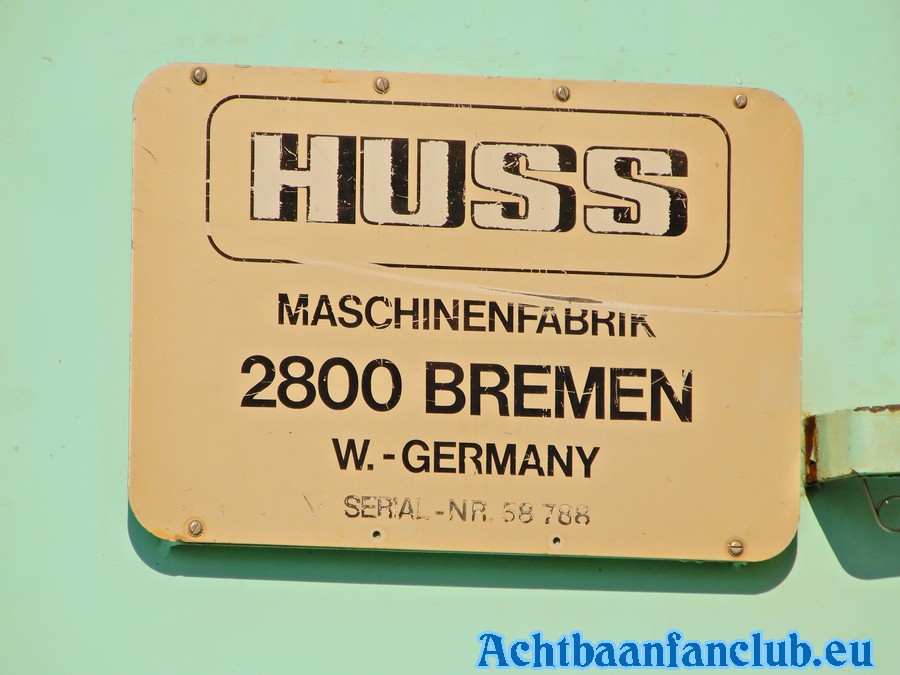 HUSS
MASCHINENFABRIK
2800 BREMEN
W.-GERMANY
SERIAL-NR. 58 788
Achtbaanfanclub.eu